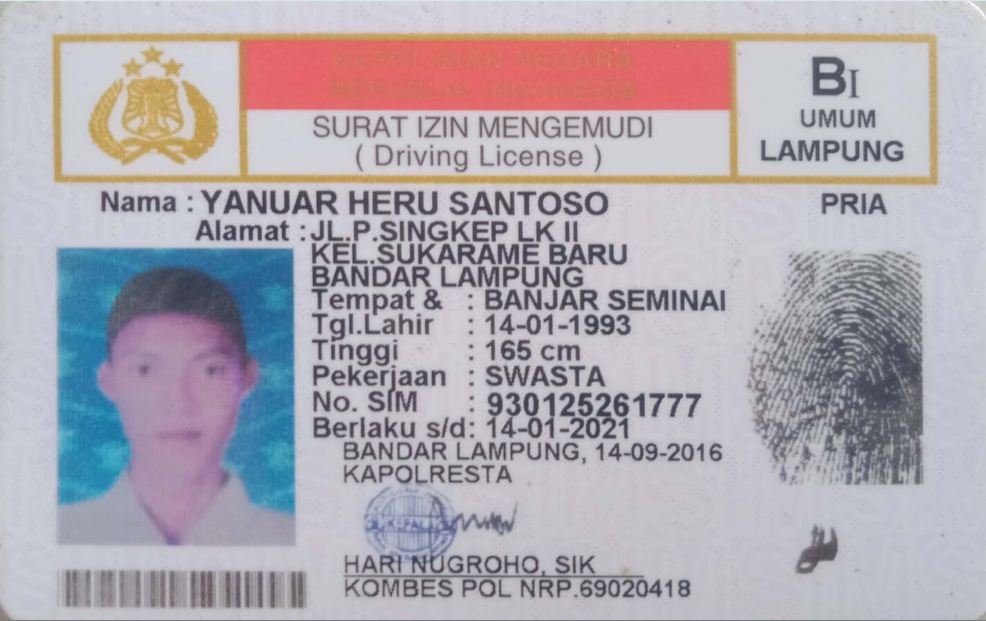 KEPOLISIAN NEGARA
REPUBLIK INDONESIA
SURAT IZIN MENGEMUDI
( Driving License )
BI
UMUM
LAMPUNG
Nama : YANUAR HERU SANTOSO
PRIA
Alamat : JL.P.SINGKEP LK II
KEL.SUKARAME BARU
BANDAR LAMPUNG
Tempat & : BANJAR SEMINAI
Tgl.Lahir : 14-01-1993
Tinggi : 165 cm
Pekerjaan : SWASTA
No. SIM : 930125261777
Berlaku s/d : 14-01-2021
BANDAR LAMPUNG, 14-09-2016
KAPOLRESTA
HARI NUGROHO, SIK
KOMBES POL NRP.69020418